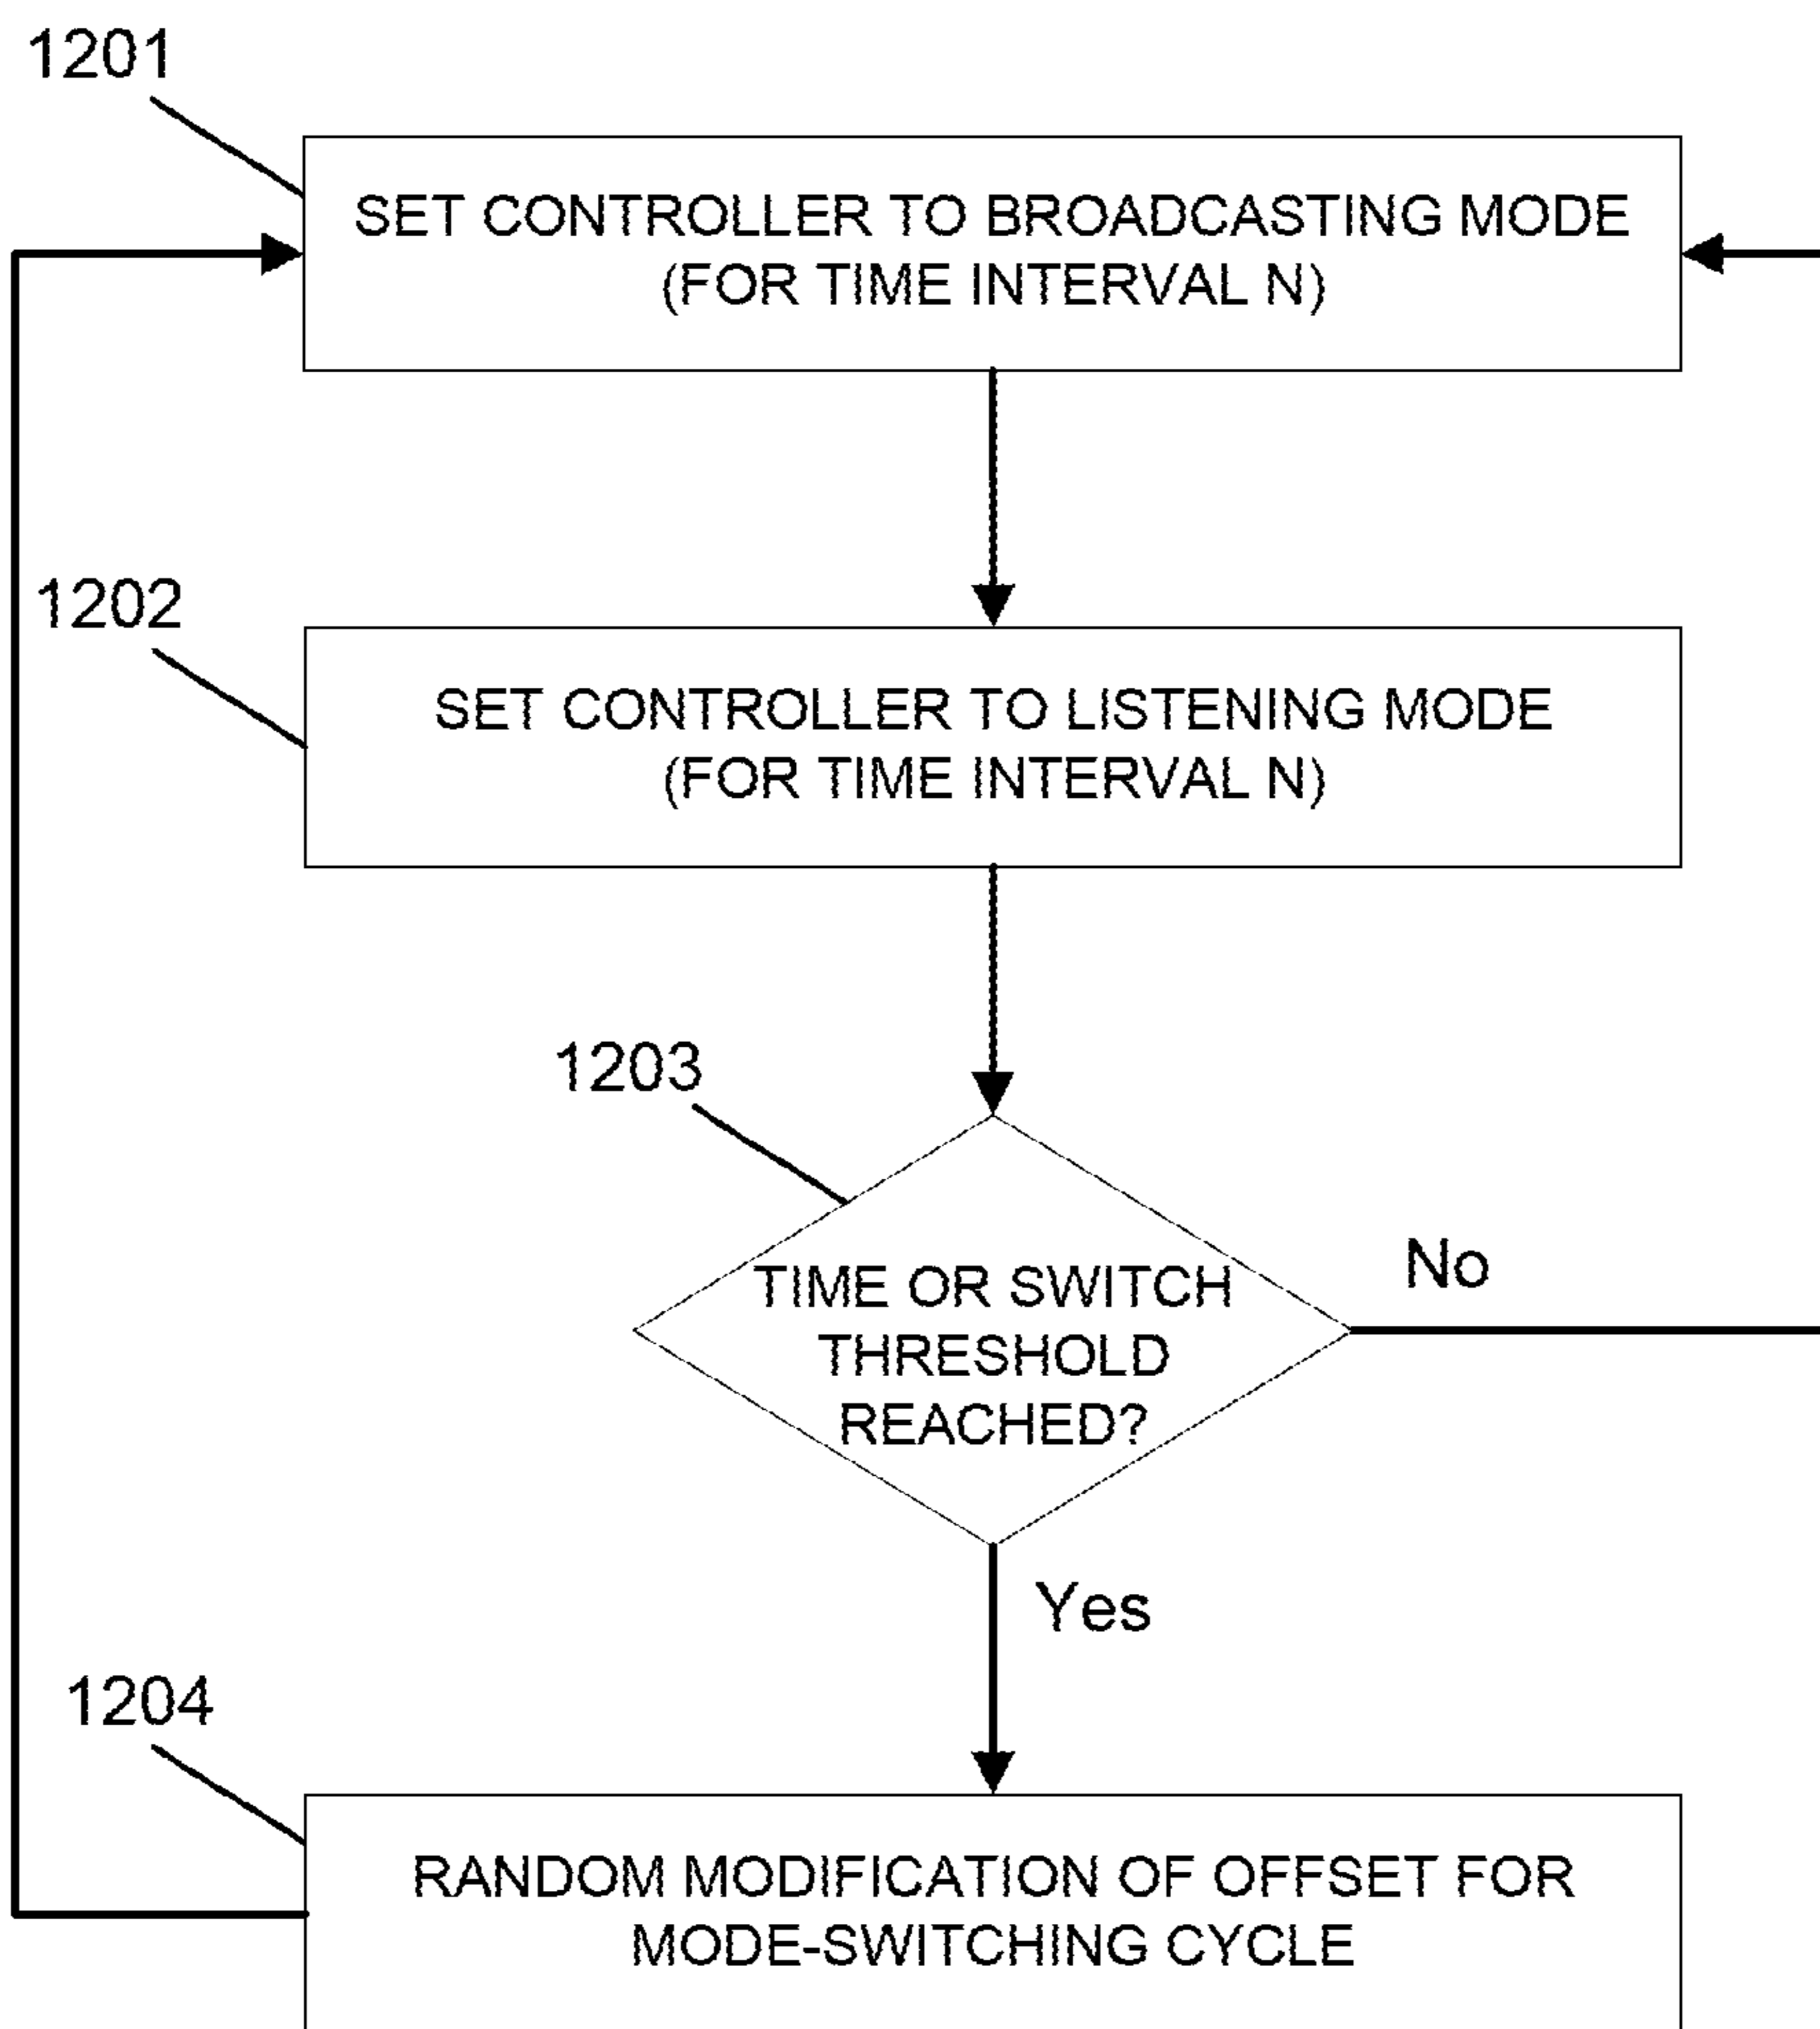 1201
SET CONTROLLER TO BROADCASTING MODE
(FOR TIME INTERVAL N)
1202
SET CONTROLLER TO LISTENING MODE
(FOR TIME INTERVAL N)
1203
TIME OR SWITCH
THRESHOLD
REACHED?
No
Yes
1204
RANDOM MODIFICATION OF OFFSET FOR
MODE-SWITCHING CYCLE